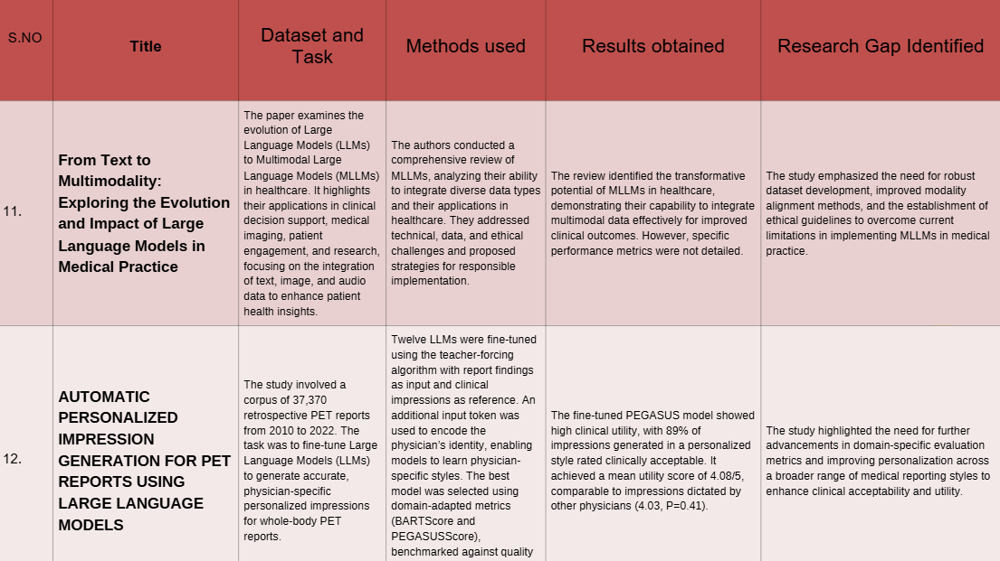 S.NO
Title
Dataset and
Task
Methods used
Results obtained
Research Gap Identified
11.
From Text to
Multimodality:
Exploring the Evolution
and Impact of Large
Language Models in
Medical Practice
The paper examines the
evolution of Large
Language Models (LLMs)
to Multimodal Large
Language Models (MLLMs)
in healthcare. It highlights
their applications in clinical
decision support, medical
imaging, patient
engagement, and research,
focusing on the integration
of text, image, and audio
data to enhance patient
health insights.
The authors conducted a
comprehensive review of
MLLMs, analyzing their ability
to integrate diverse data types
and their applications in
healthcare. They addressed
technical, data, and ethical
challenges and proposed
strategies for responsible
implementation.
The review identified the transformative
potential of MLLMs in healthcare,
demonstrating their capability to integrate
multimodal data effectively for improved
clinical outcomes. However, specific
performance metrics were not detailed.
The study emphasized the need for robust
dataset development, improved modality
alignment methods, and the establishment of
ethical guidelines to overcome current
limitations in implementing MLLMs in medical
practice.
12.
AUTOMATIC
PERSONALIZED
IMPRESSION
GENERATION FOR PET
REPORTS USING
LARGE LANGUAGE
MODELS
The study involved a
corpus of 37,370
retrospective PET reports
from 2010 to 2022. The
task was to fine-tune Large
Language Models (LLMs)
to generate accurate,
physician-specific
personalized impressions
for whole-body PET
reports.
Twelve LLMs were fine-tuned
using the teacher-forcing
algorithm with report findings
as input and clinical
impressions as reference. An
additional input token was
used to encode the
physician's identity, enabling
models to learn physician-
specific styles. The best
model was selected using
domain-adapted metrics
(BARTScore and
PEGASUSScore),
benchmarked against quality
The fine-tuned PEGASUS model showed
high clinical utility, with 89% of
impressions generated in a personalized
style rated clinically acceptable. It
achieved a mean utility score of 4.08/5,
comparable to impressions dictated by
other physicians (4.03, P=0.41).
The study highlighted the need for further
advancements in domain-specific evaluation
metrics and improving personalization across
a broader range of medical reporting styles to
enhance clinical acceptability and utility.